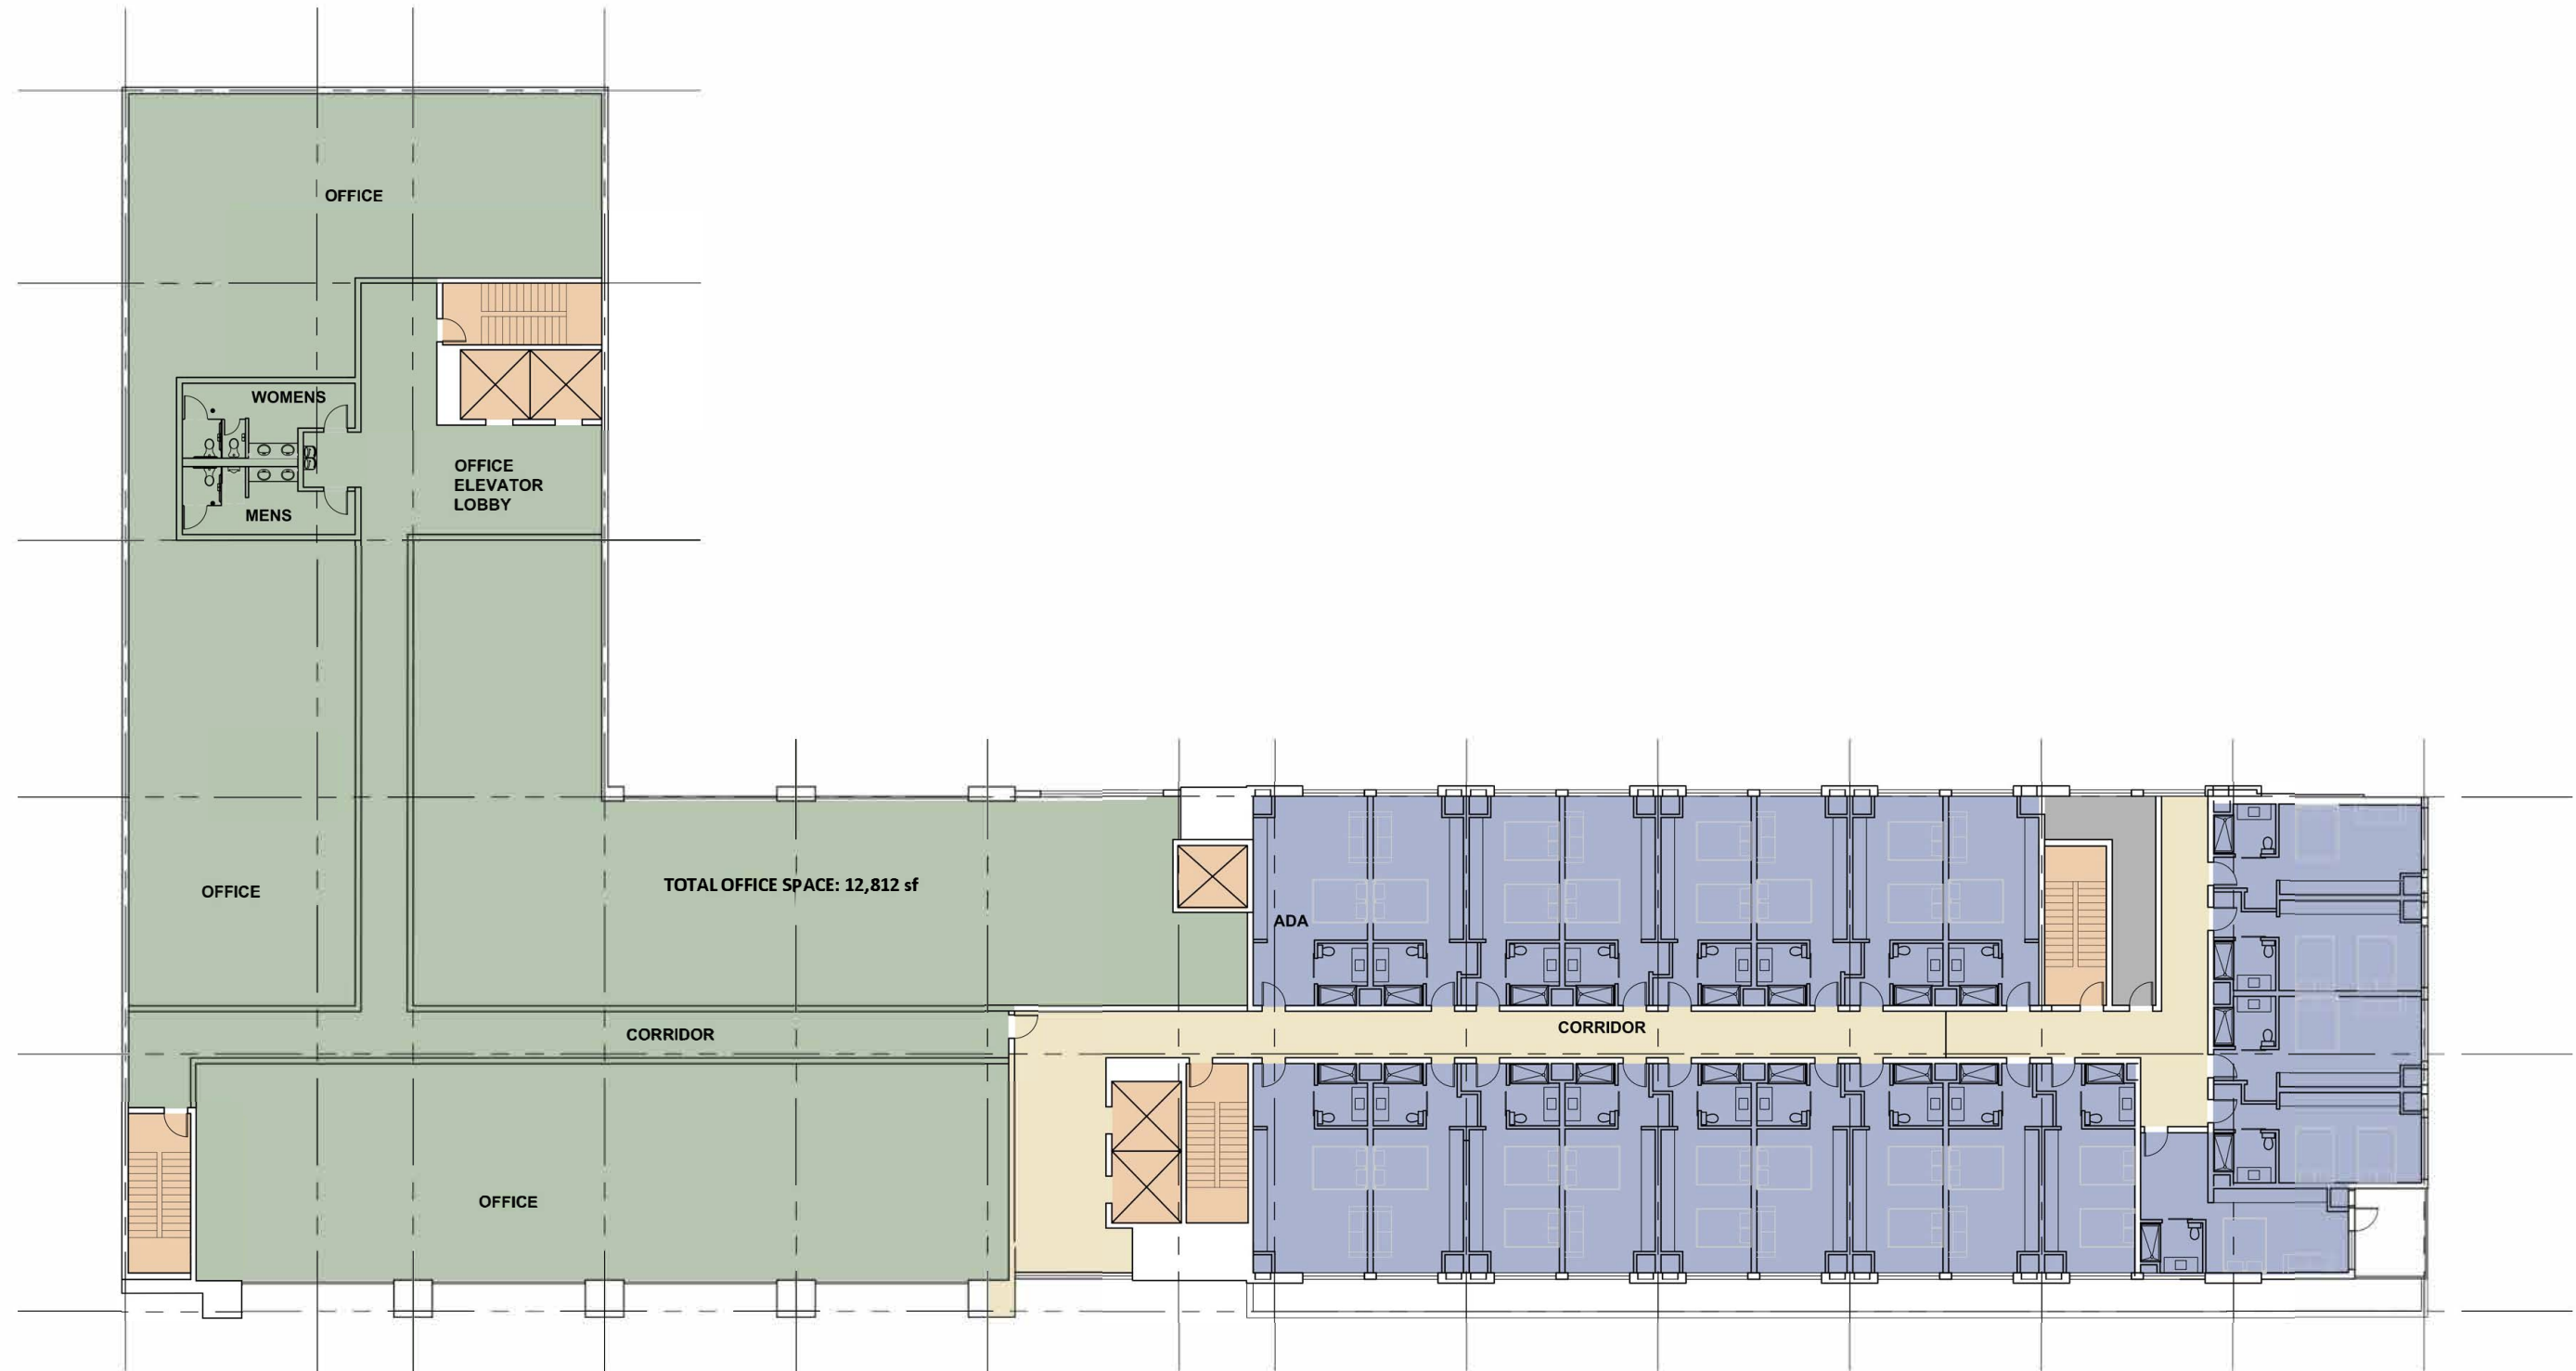 OFFICE
WOMENS
OFFICE
ELEVATOR
LOBBY
MENS
OFFICE
TOTAL OFFICE SPACE: 12,812 sf
ADA
CORRIDOR
CORRIDOR
OFFICE